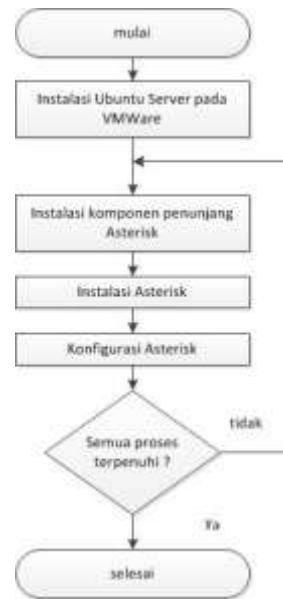 mulai
Instalasi Ubuntu Server pada
VMWare
Instalasi komponen penunjang
Asterisk
Instalasi Asterisk
Konfigurasi Asterisk
Semua proses
terpenuhi ?
tidak
Ya
selesai